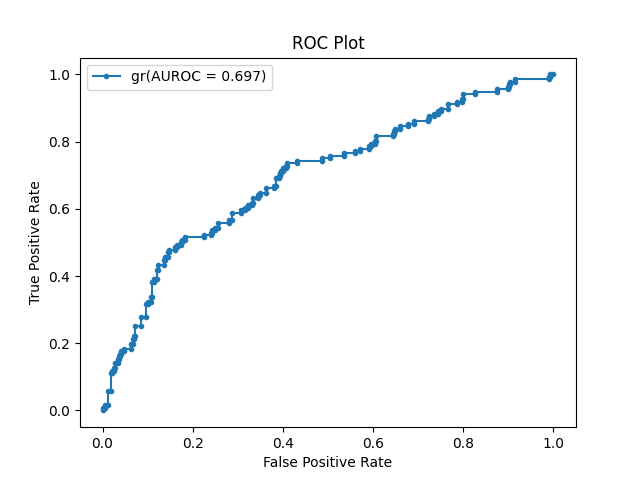 ROC Plot
gr(AUROC = 0.697)
True Positive Rate
1.0
0.8
0.6
0.4
0.2
0.0
0.0 0.2 0.4 0.6 0.8 1.0
False Positive Rate